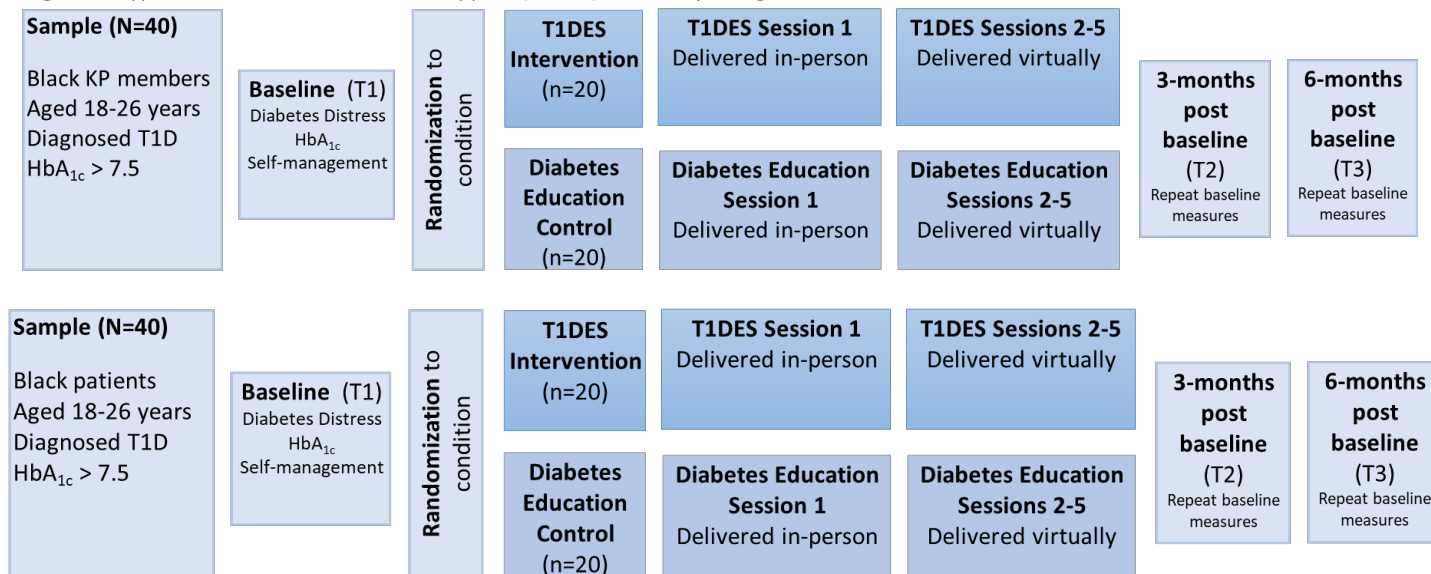 Sample (N=40)
Black KP members
Aged 18-26 years
Diagnosed T1D
HbA1c > 7.5
Baseline (T1)
Diabetes Distress
HbA1c
Self-management
Randomization to
condition
T1DES
Intervention
(n=20)
T1DES Session 1
Delivered in-person
T1DES Sessions 2-5
Delivered virtually
Diabetes
Education
Control
(n=20)
Diabetes Education
Session 1
Delivered in-person
Diabetes Education
Sessions 2-5
Delivered virtually
3-months
post
baseline
(T2)
Repeat baseline
measures
6-months
post
baseline
(T3)
Repeat baseline
measures
Sample (N=40)
Black patients
Aged 18-26 years
Diagnosed T1D
HbA1c > 7.5
Baseline (T1)
Diabetes Distress
HbA1c
Self-management
Randomization to
condition
T1DES
Intervention
(n=20)
T1DES Session 1
Delivered in-person
T1DES Sessions 2-5
Delivered virtually
Diabetes
Education
Control
(n=20)
Diabetes Education
Session 1
Delivered in-person
Diabetes Education
Sessions 2-5
Delivered virtually
3-months
post
baseline
(T2)
Repeat baseline
measures
6-months
post
baseline
(T3)
Repeat baseline
measures